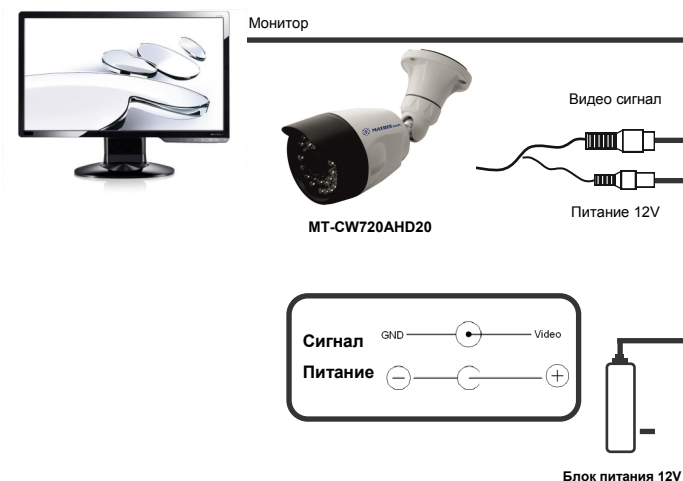 Монитор
Видео сигнал
Питание 12V
MT-CW720AHD20
Сигнал GND Video
Питание − +
Блок питания 12V